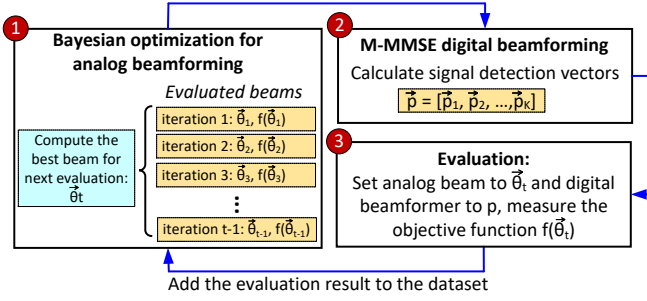 1
Bayesian optimization for
analog beamforming
Evaluated beams
Compute the
best beam for
next evaluation:
θ⃗t
iteration 1: θ⃗₁, f(θ⃗₁)
iteration 2: θ⃗₂, f(θ⃗₂)
iteration 3: θ⃗₃, f(θ⃗₃)
⋮
iteration t-1: θ⃗ₜ₋₁, f(θ⃗ₜ₋₁)
2
M-MMSE digital beamforming
Calculate signal detection vectors
p⃗ = [p⃗₁, p⃗₂, ...,p⃗_K]
3
Evaluation:
Set analog beam to θ⃗ₜ and digital
beamformer to p, measure the
objective function f(θ⃗ₜ)
Add the evaluation result to the dataset